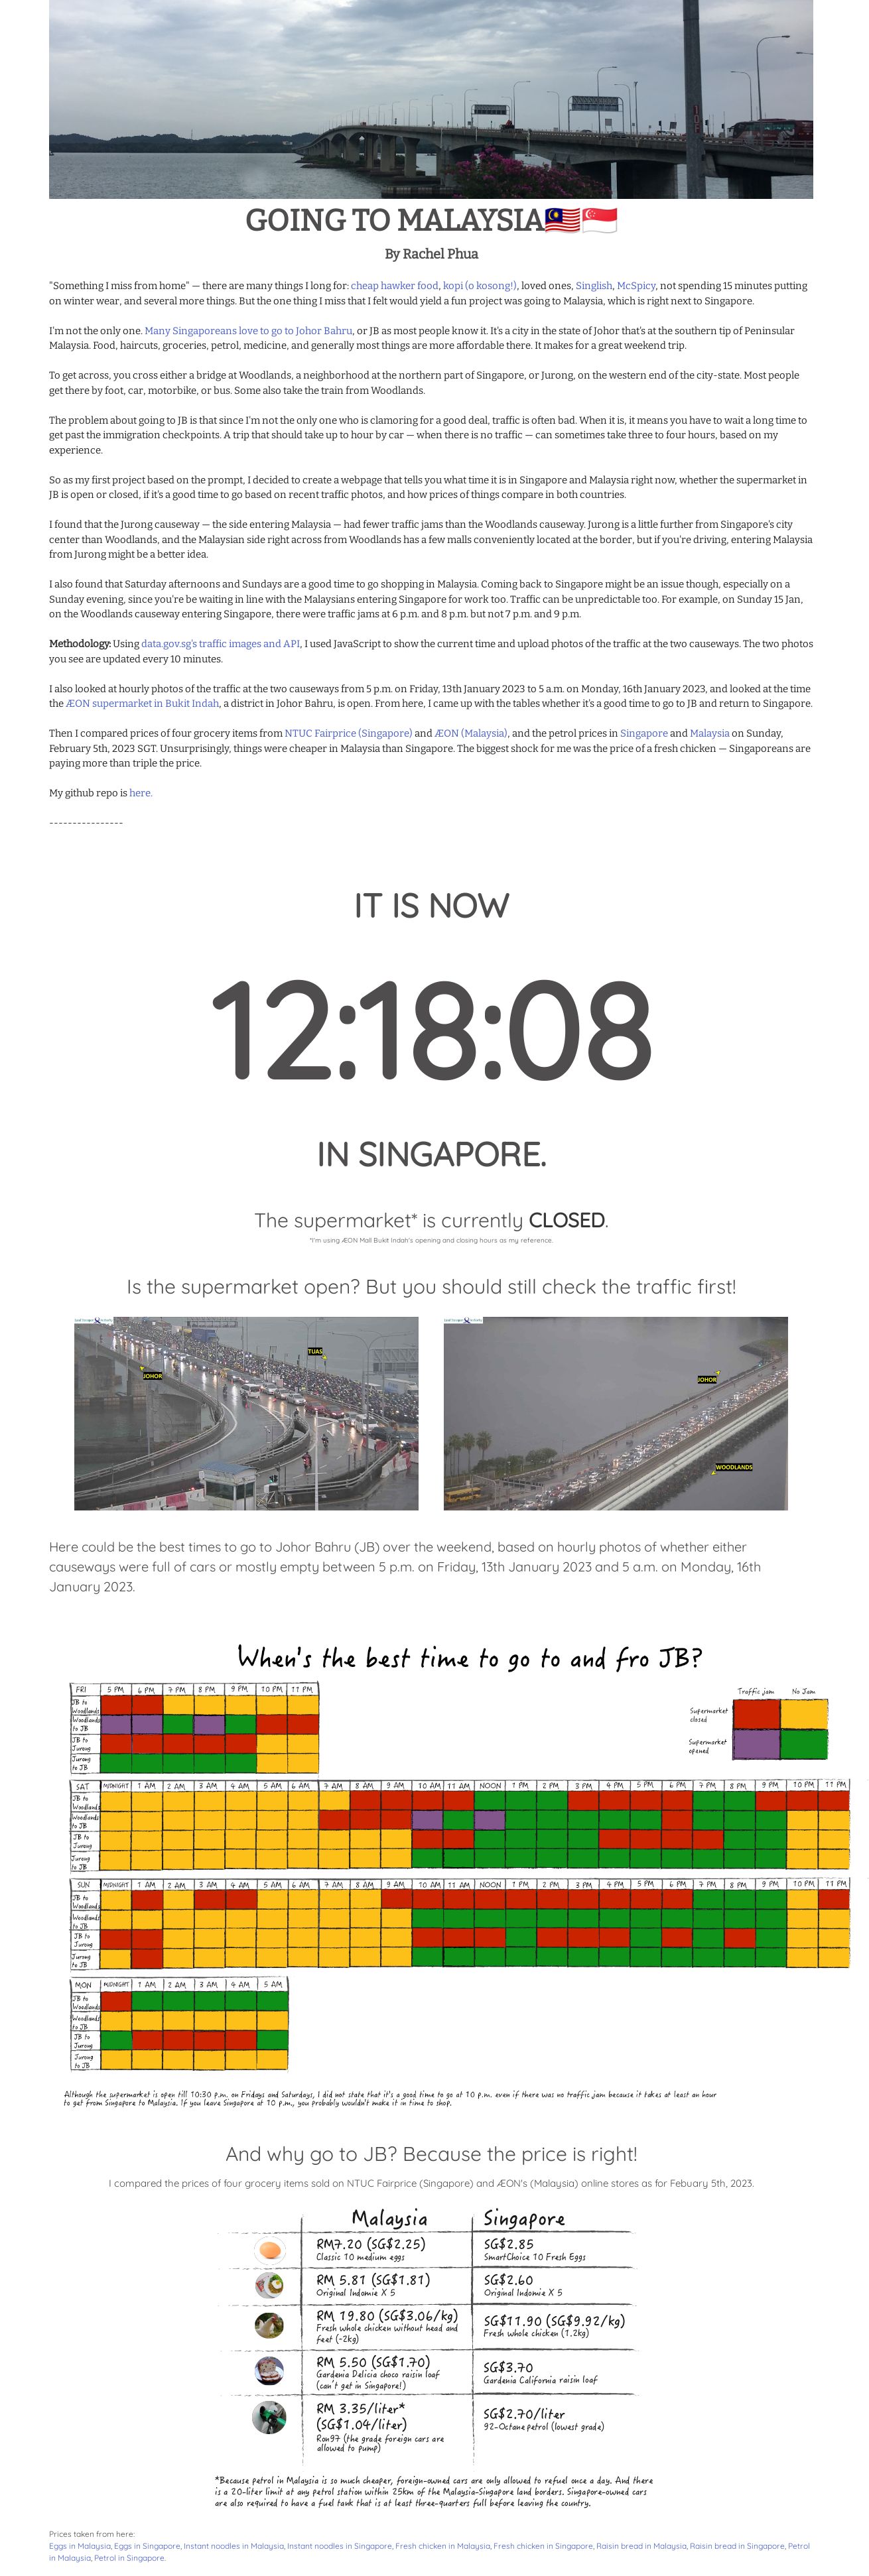 GOING TO MALAYSIA🇲🇾🇸🇬
By Rachel Phua
"Something I miss from home" — there are many things I long for: cheap hawker food, kopi (o kosong!), loved ones, Singlish, McSpicy, not spending 15 minutes putting
on winter wear, and several more things. But the one thing I miss that I felt would yield a fun project was going to Malaysia, which is right next to Singapore.
I'm not the only one. Many Singaporeans love to go to Johor Bahru, or JB as most people know it. It's a city in the state of Johor that's at the southern tip of Peninsular
Malaysia. Food, haircuts, groceries, petrol, medicine, and generally most things are more affordable there. It makes for a great weekend trip.
To get across, you cross either a bridge at Woodlands, a neighborhood at the northern part of Singapore, or Jurong, on the western end of the city-state. Most people
get there by foot, car, motorbike, or bus. Some also take the train from Woodlands.
The problem about going to JB is that since I'm not the only one who is clamoring for a good deal, traffic is often bad. When it is, it means you have to wait a long time to
get past the immigration checkpoints. A trip that should take up to hour by car — when there is no traffic — can sometimes take three to four hours, based on my
experience.
So as my first project based on the prompt, I decided to create a webpage that tells you what time it is in Singapore and Malaysia right now, whether the supermarket in
JB is open or closed, if it's a good time to go based on recent traffic photos, and how prices of things compare in both countries.
I found that the Jurong causeway — the side entering Malaysia — had fewer traffic jams than the Woodlands causeway. Jurong is a little further from Singapore's city
center than Woodlands, and the Malaysian side right across from Woodlands has a few malls conveniently located at the border, but if you're driving, entering Malaysia
from Jurong might be a better idea.
I also found that Saturday afternoons and Sundays are a good time to go shopping in Malaysia. Coming back to Singapore might be an issue though, especially on a
Sunday evening, since you're be waiting in line with the Malaysians entering Singapore for work too. Traffic can be unpredictable too. For example, on Sunday 15 Jan,
on the Woodlands causeway entering Singapore, there were traffic jams at 6 p.m. and 8 p.m. but not 7 p.m. and 9 p.m.
Methodology: Using data.gov.sg's traffic images and API, I used JavaScript to show the current time and upload photos of the traffic at the two causeways. The two photos
you see are updated every 10 minutes.
I also looked at hourly photos of the traffic at the two causeways from 5 p.m. on Friday, 13th January 2023 to 5 a.m. on Monday, 16th January 2023, and looked at the time
the ÆON supermarket in Bukit Indah, a district in Johor Bahru, is open. From here, I came up with the tables whether it's a good time to go to JB and return to Singapore.
Then I compared prices of four grocery items from NTUC Fairprice (Singapore) and ÆON (Malaysia), and the petrol prices in Singapore and Malaysia on Sunday,
February 5th, 2023 SGT. Unsurprisingly, things were cheaper in Malaysia than Singapore. The biggest shock for me was the price of a fresh chicken — Singaporeans are
paying more than triple the price.
My github repo is here.
----------------
IT IS NOW
12:18:08
IN SINGAPORE.
The supermarket* is currently CLOSED.
*I'm using ÆON Mall Bukit Indah's opening and closing hours as my reference.
Is the supermarket open? But you should still check the traffic first!
JOHOR
TUAS
JOHOR
WOODLANDS
Here could be the best times to go to Johor Bahru (JB) over the weekend, based on hourly photos of whether either
causeways were full of cars or mostly empty between 5 p.m. on Friday, 13th January 2023 and 5 a.m. on Monday, 16th
January 2023.
When's the best time to go to and fro JB?
Traffic jam No Jam
Supermarket closed
Supermarket opened
FRI 5 PM 6 PM 7 PM 8 PM 9 PM 10 PM 11 PM
JB to Woodlands
Woodlands to JB
JB to Jurong
Jurong to JB
SAT MIDNIGHT 1 AM 2 AM 3 AM 4 AM 5 AM 6 AM 7 AM 8 AM 9 AM 10 AM 11 AM NOON 1 PM 2 PM 3 PM 4 PM 5 PM 6 PM 7 PM 8 PM 9 PM 10 PM 11 PM
JB to Woodlands
Woodlands to JB
JB to Jurong
Jurong to JB
SUN MIDNIGHT 1 AM 2 AM 3 AM 4 AM 5 AM 6 AM 7 AM 8 AM 9 AM 10 AM 11 AM NOON 1 PM 2 PM 3 PM 4 PM 5 PM 6 PM 7 PM 8 PM 9 PM 10 PM 11 PM
JB to Woodlands
Woodlands to JB
JB to Jurong
Jurong to JB
MON MIDNIGHT 1 AM 2 AM 3 AM 4 AM 5 AM
JB to Woodlands
Woodlands to JB
JB to Jurong
Jurong to JB
Although the supermarket is open till 10:30 p.m. on Fridays and Saturdays, I did not state that it's a good time to go at 10 p.m. even if there was no traffic jam because it takes at least an hour
to get from Singapore to Malaysia. If you leave Singapore at 10 p.m., you probably wouldn't make it in time to shop.
And why go to JB? Because the price is right!
I compared the prices of four grocery items sold on NTUC Fairprice (Singapore) and ÆON's (Malaysia) online stores as for Febuary 5th, 2023.
Malaysia Singapore
RM7.20 (SG$2.25)
Classic 10 medium eggs
SG$2.85
SmartChoice 10 Fresh Eggs
RM 5.81 (SG$1.81)
Original Indomie X 5
SG$2.60
Original Indomie X 5
RM 19.80 (SG$3.06/kg)
Fresh whole chicken without head and
feet (~2kg)
SG$11.90 (SG$9.92/kg)
Fresh whole chicken (1.2kg)
RM 5.50 (SG$1.70)
Gardenia Delicia choco raisin loaf
(can't get in Singapore!)
SG$3.70
Gardenia California raisin loaf
RM 3.35/liter*
(SG$1.04/liter)
Ron97 (the grade foreign cars are
allowed to pump)
SG$2.70/liter
92-Octane petrol (lowest grade)
*Because petrol in Malaysia is so much cheaper, foreign-owned cars are only allowed to refuel once a day. And there
is a 20-liter limit at any petrol station within 25km of the Malaysia-Singapore land borders. Singapore-owned cars
are also required to have a fuel tank that is at least three-quarters full before leaving the country.
Prices taken from here:
Eggs in Malaysia, Eggs in Singapore, Instant noodles in Malaysia, Instant noodles in Singapore, Fresh chicken in Malaysia, Fresh chicken in Singapore, Raisin bread in Malaysia, Raisin bread in Singapore, Petrol
in Malaysia, Petrol in Singapore.